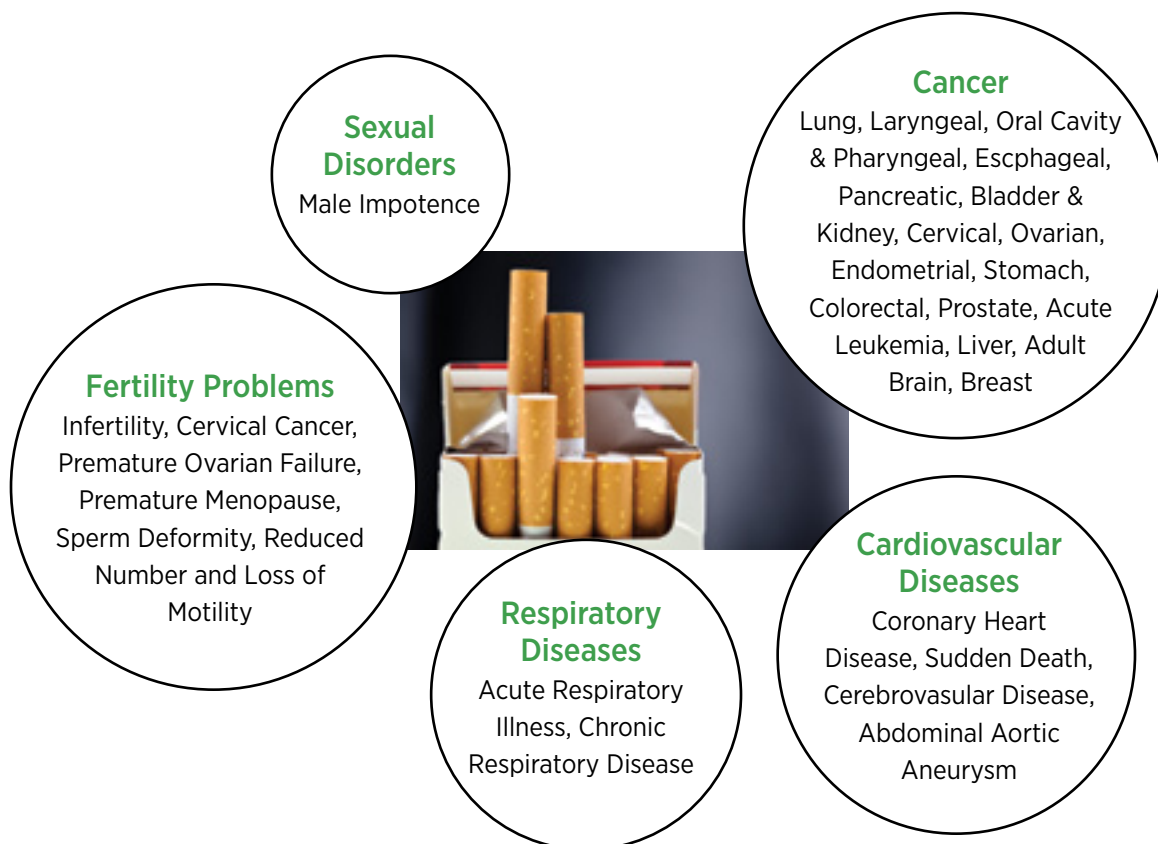 Sexual
Disorders
Male Impotence
Cancer
Lung, Laryngeal, Oral Cavity
& Pharyngeal, Escphageal,
Pancreatic, Bladder &
Kidney, Cervical, Ovarian,
Endometrial, Stomach,
Colorectal, Prostate, Acute
Leukemia, Liver, Adult
Brain, Breast
Fertility Problems
Infertility, Cervical Cancer,
Premature Ovarian Failure,
Premature Menopause,
Sperm Deformity, Reduced
Number and Loss of
Motility
Respiratory
Diseases
Acute Respiratory
Illness, Chronic
Respiratory Disease
Cardiovascular
Diseases
Coronary Heart
Disease, Sudden Death,
Cerebrovasular Disease,
Abdominal Aortic
Aneurysm